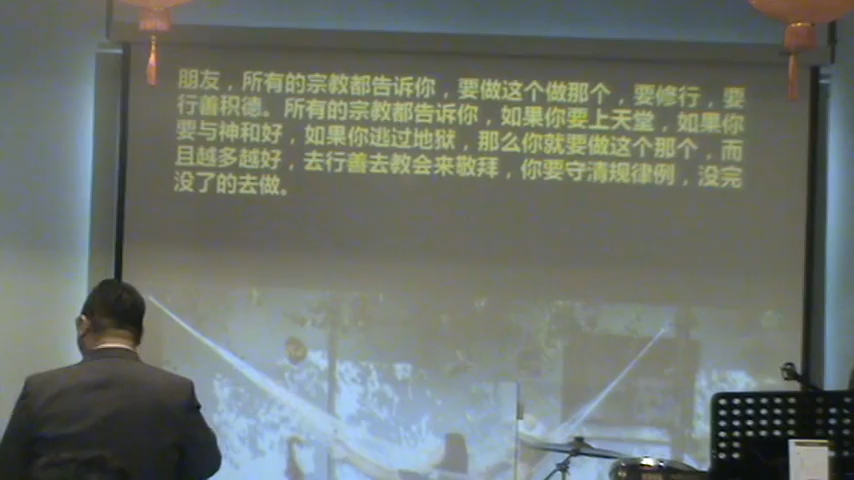 朋友，所有的宗教都告诉你，要做这个做那个，要修行，要
行善积德。所有的宗教都告诉你，如果你要上天堂，如果你
要与神和好，如果你逃过地狱，那么你就要做这个那个，而
且越多越好，去行善去教会来敬拜，你要守清规律例，没完
没了的去做。